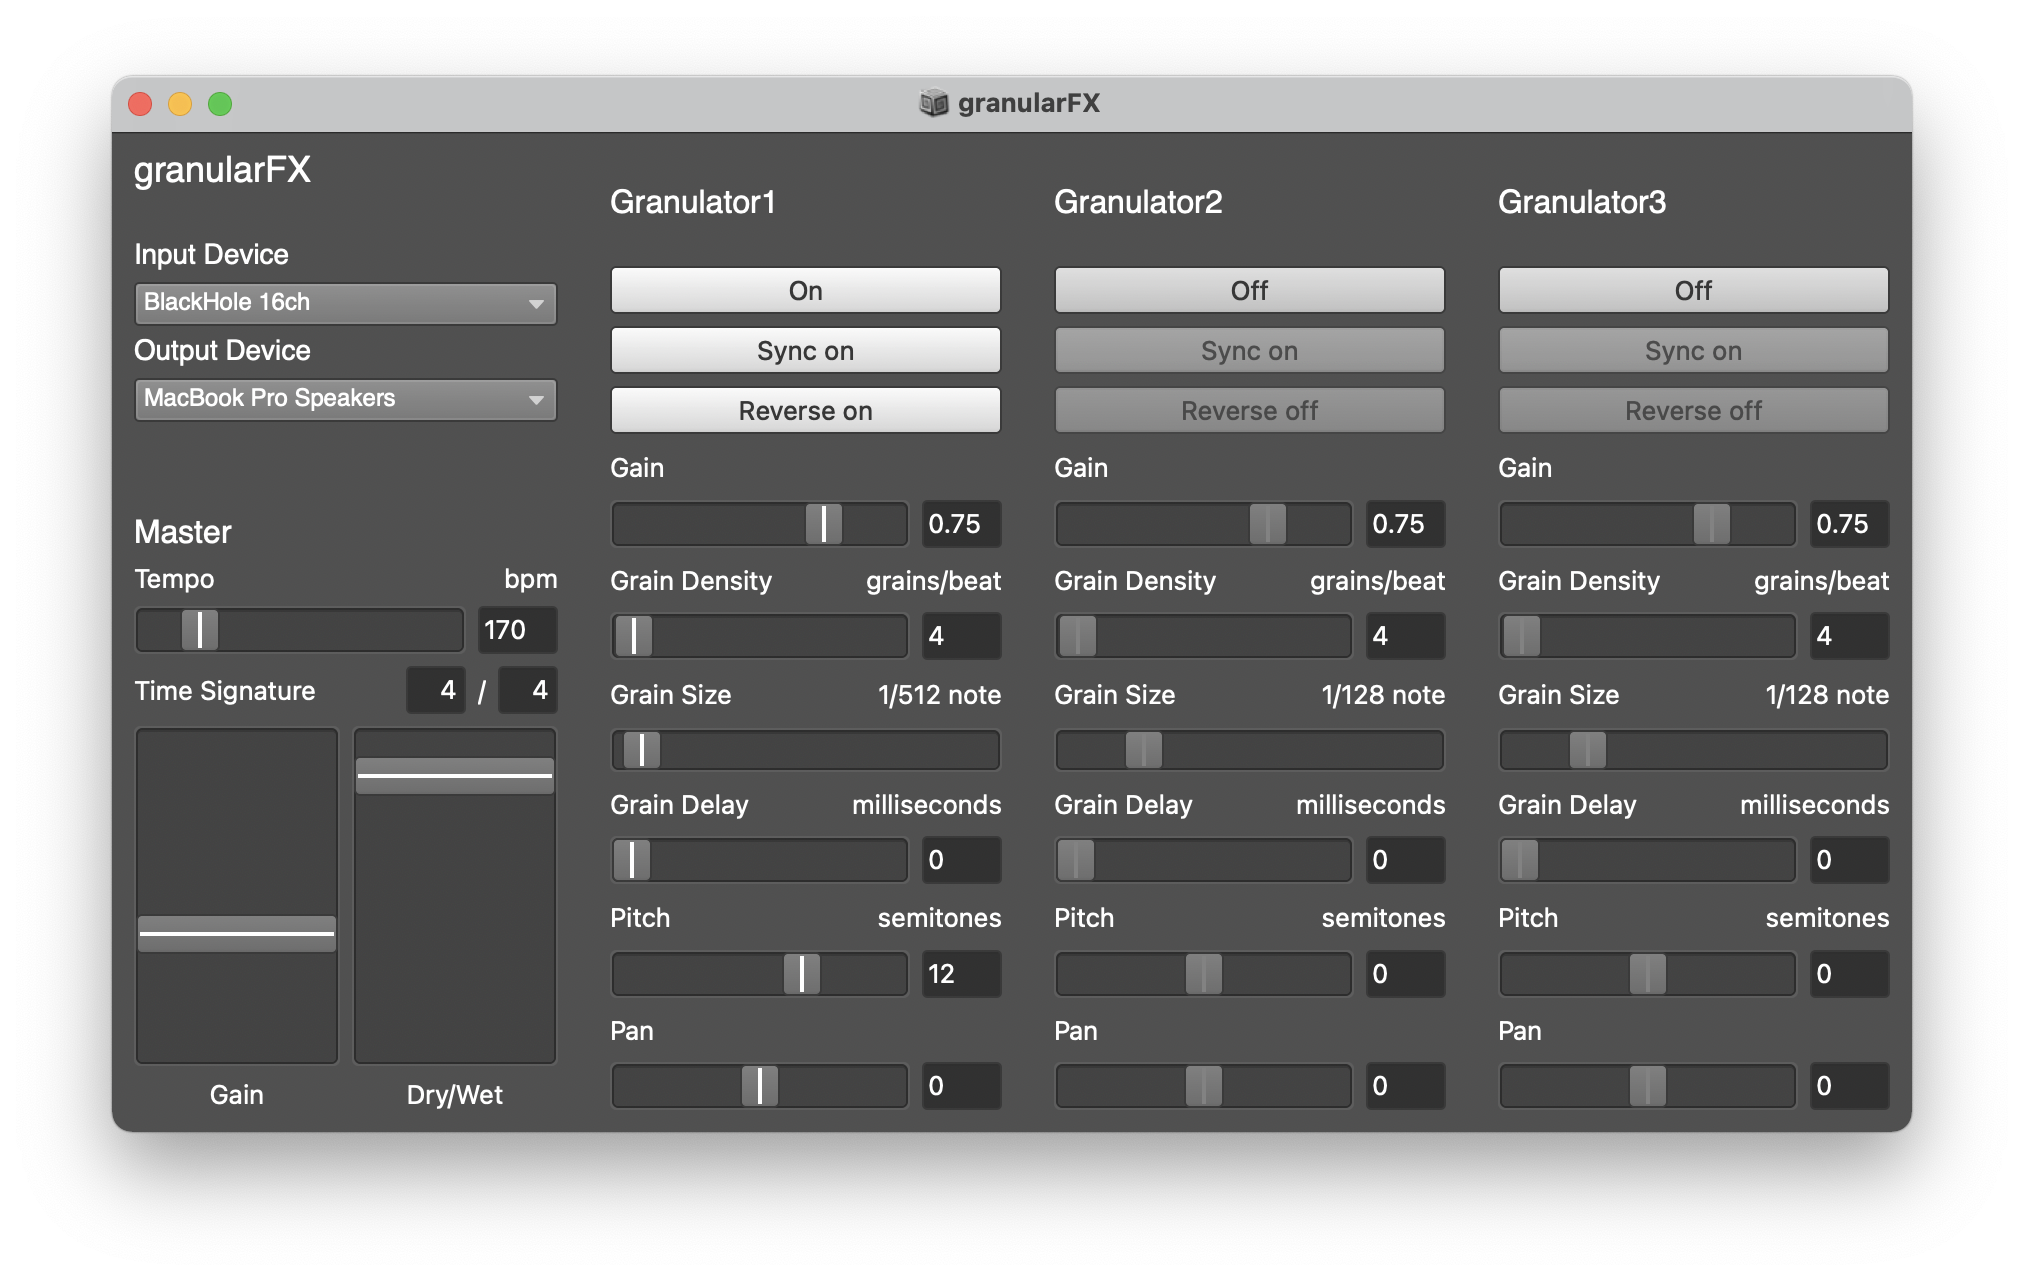 granularFX
granularFX
Input Device
BlackHole 16ch
Output Device
MacBook Pro Speakers
Master
Tempo bpm
170
Time Signature 4 / 4
Gain Dry/Wet
Granulator1
On
Sync on
Reverse on
Gain
0.75
Grain Density grains/beat
4
Grain Size 1/512 note
Grain Delay milliseconds
0
Pitch semitones
12
Pan
0
Granulator2
Off
Sync on
Reverse off
Gain
0.75
Grain Density grains/beat
4
Grain Size 1/128 note
Grain Delay milliseconds
0
Pitch semitones
0
Pan
0
Granulator3
Off
Sync on
Reverse off
Gain
0.75
Grain Density grains/beat
4
Grain Size 1/128 note
Grain Delay milliseconds
0
Pitch semitones
0
Pan
0